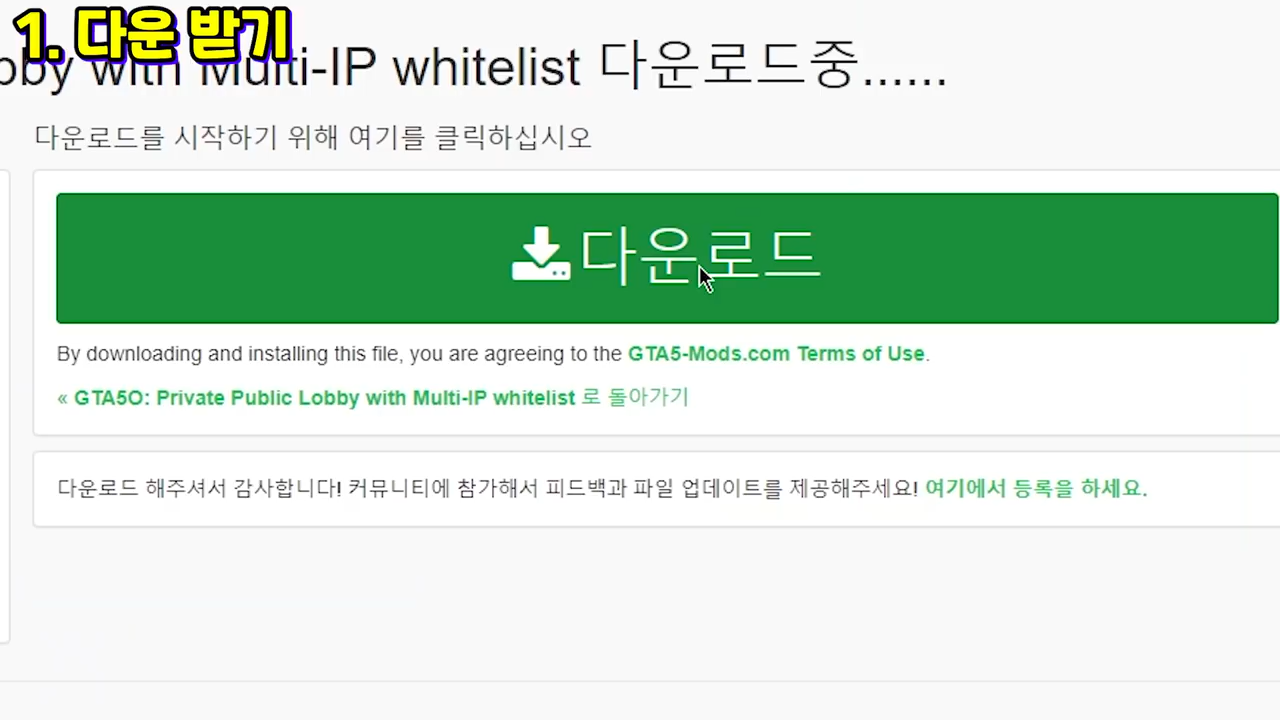 1. 다운 받기
obby with Multi-IP whitelist 다운로드중......
다운로드를 시작하기 위해 여기를 클릭하십시오
다운로드
By downloading and installing this file, you are agreeing to the GTA5-Mods.com Terms of Use.
« GTA5O: Private Public Lobby with Multi-IP whitelist 로 돌아가기
다운로드 해주셔서 감사합니다! 커뮤니티에 참가해서 피드백과 파일 업데이트를 제공해주세요! 여기에서 등록을 하세요.